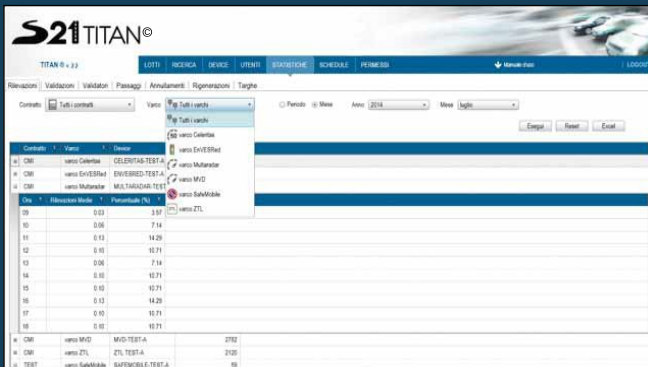 S21 TITAN©
TITAN © v. 2.2 LOTTI RICERCA DEVICE UTENTI STATISTICHE SCHEDULE PERMESSI Manuale d'uso | LOGOUT
Rilevazioni | Validazioni | Validatori | Passaggi | Annullamenti | Rigenerazioni | Targhe
Contratto Tutti i contratti Varco Tutti i varchi Periodo Mese Anno 2014 Mese luglio
Tutti i varchi
varco Celeritas
varco EnVESRed
varco Multaradar
varco MVD
varco SafeMobile
varco ZTL
Esegui Reset Excel
Contratto Varco Device
CMI varco Celeritas CELERITAS-TEST-A
CMI varco EnVESRed ENVESRED-TEST-A
CMI varco Multaradar MULTARADAR-TEST
Ora Rilevazioni Medie Percentuale (%)
09 0.03 3.57
10 0.06 7.14
11 0.13 14.29
12 0.10 10.71
13 0.06 7.14
14 0.10 10.71
15 0.10 10.71
16 0.13 14.29
17 0.10 10.71
18 0.10 10.71
CMI varco MVD MVD-TEST-A 2782
CMI varco ZTL ZTL TEST-A 2120
TEST varco SafeMobile SAFEMOBILE-TEST-A 59